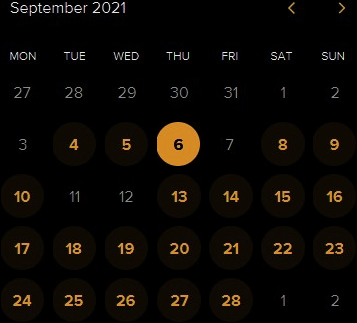 September 2021
MON TUE WED THU FRI SAT SUN
27 28 29 30 31 1 2
3 4 5 6 7 8 9
10 11 12 13 14 15 16
17 18 19 20 21 22 23
24 25 26 27 28 1 2